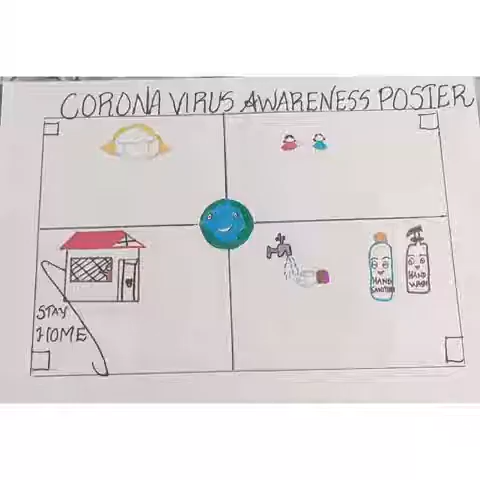 CORONA VIRUS AWARENESS POSTER
STAY
HOME
HAND
SANITIZER
HAND
WASH